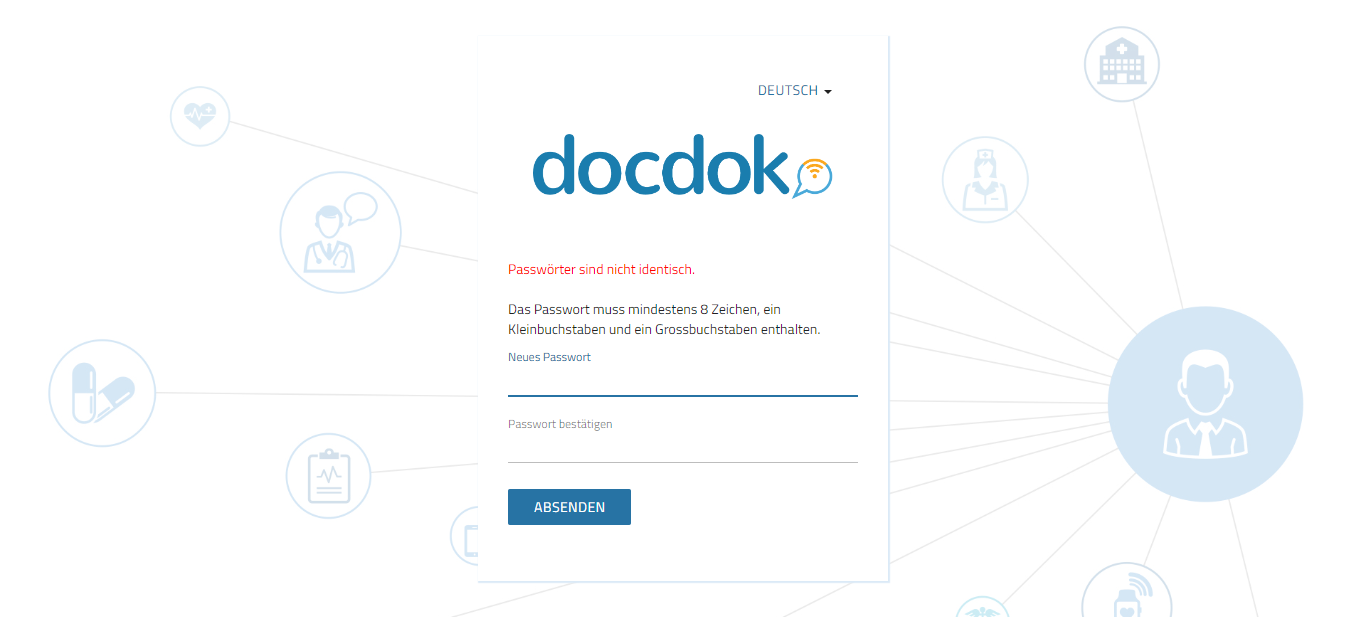 DEUTSCH
docdok
Passwörter sind nicht identisch.
Das Passwort muss mindestens 8 Zeichen, ein
Kleinbuchstaben und ein Grossbuchstaben enthalten.
Neues Passwort
Passwort bestätigen
ABSENDEN